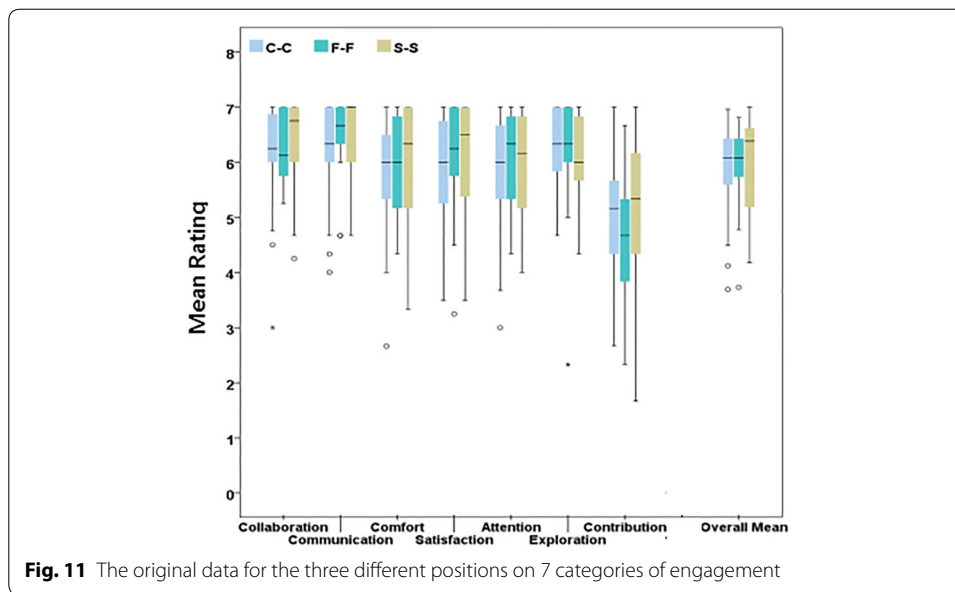 C-C F-F S-S
8
7
6
5
4
3
2
1
0
Mean Ratinq
Collaboration Comfort Attention Contribution Overall Mean
Communication Satisfaction Exploration
Fig. 11 The original data for the three different positions on 7 categories of engagement